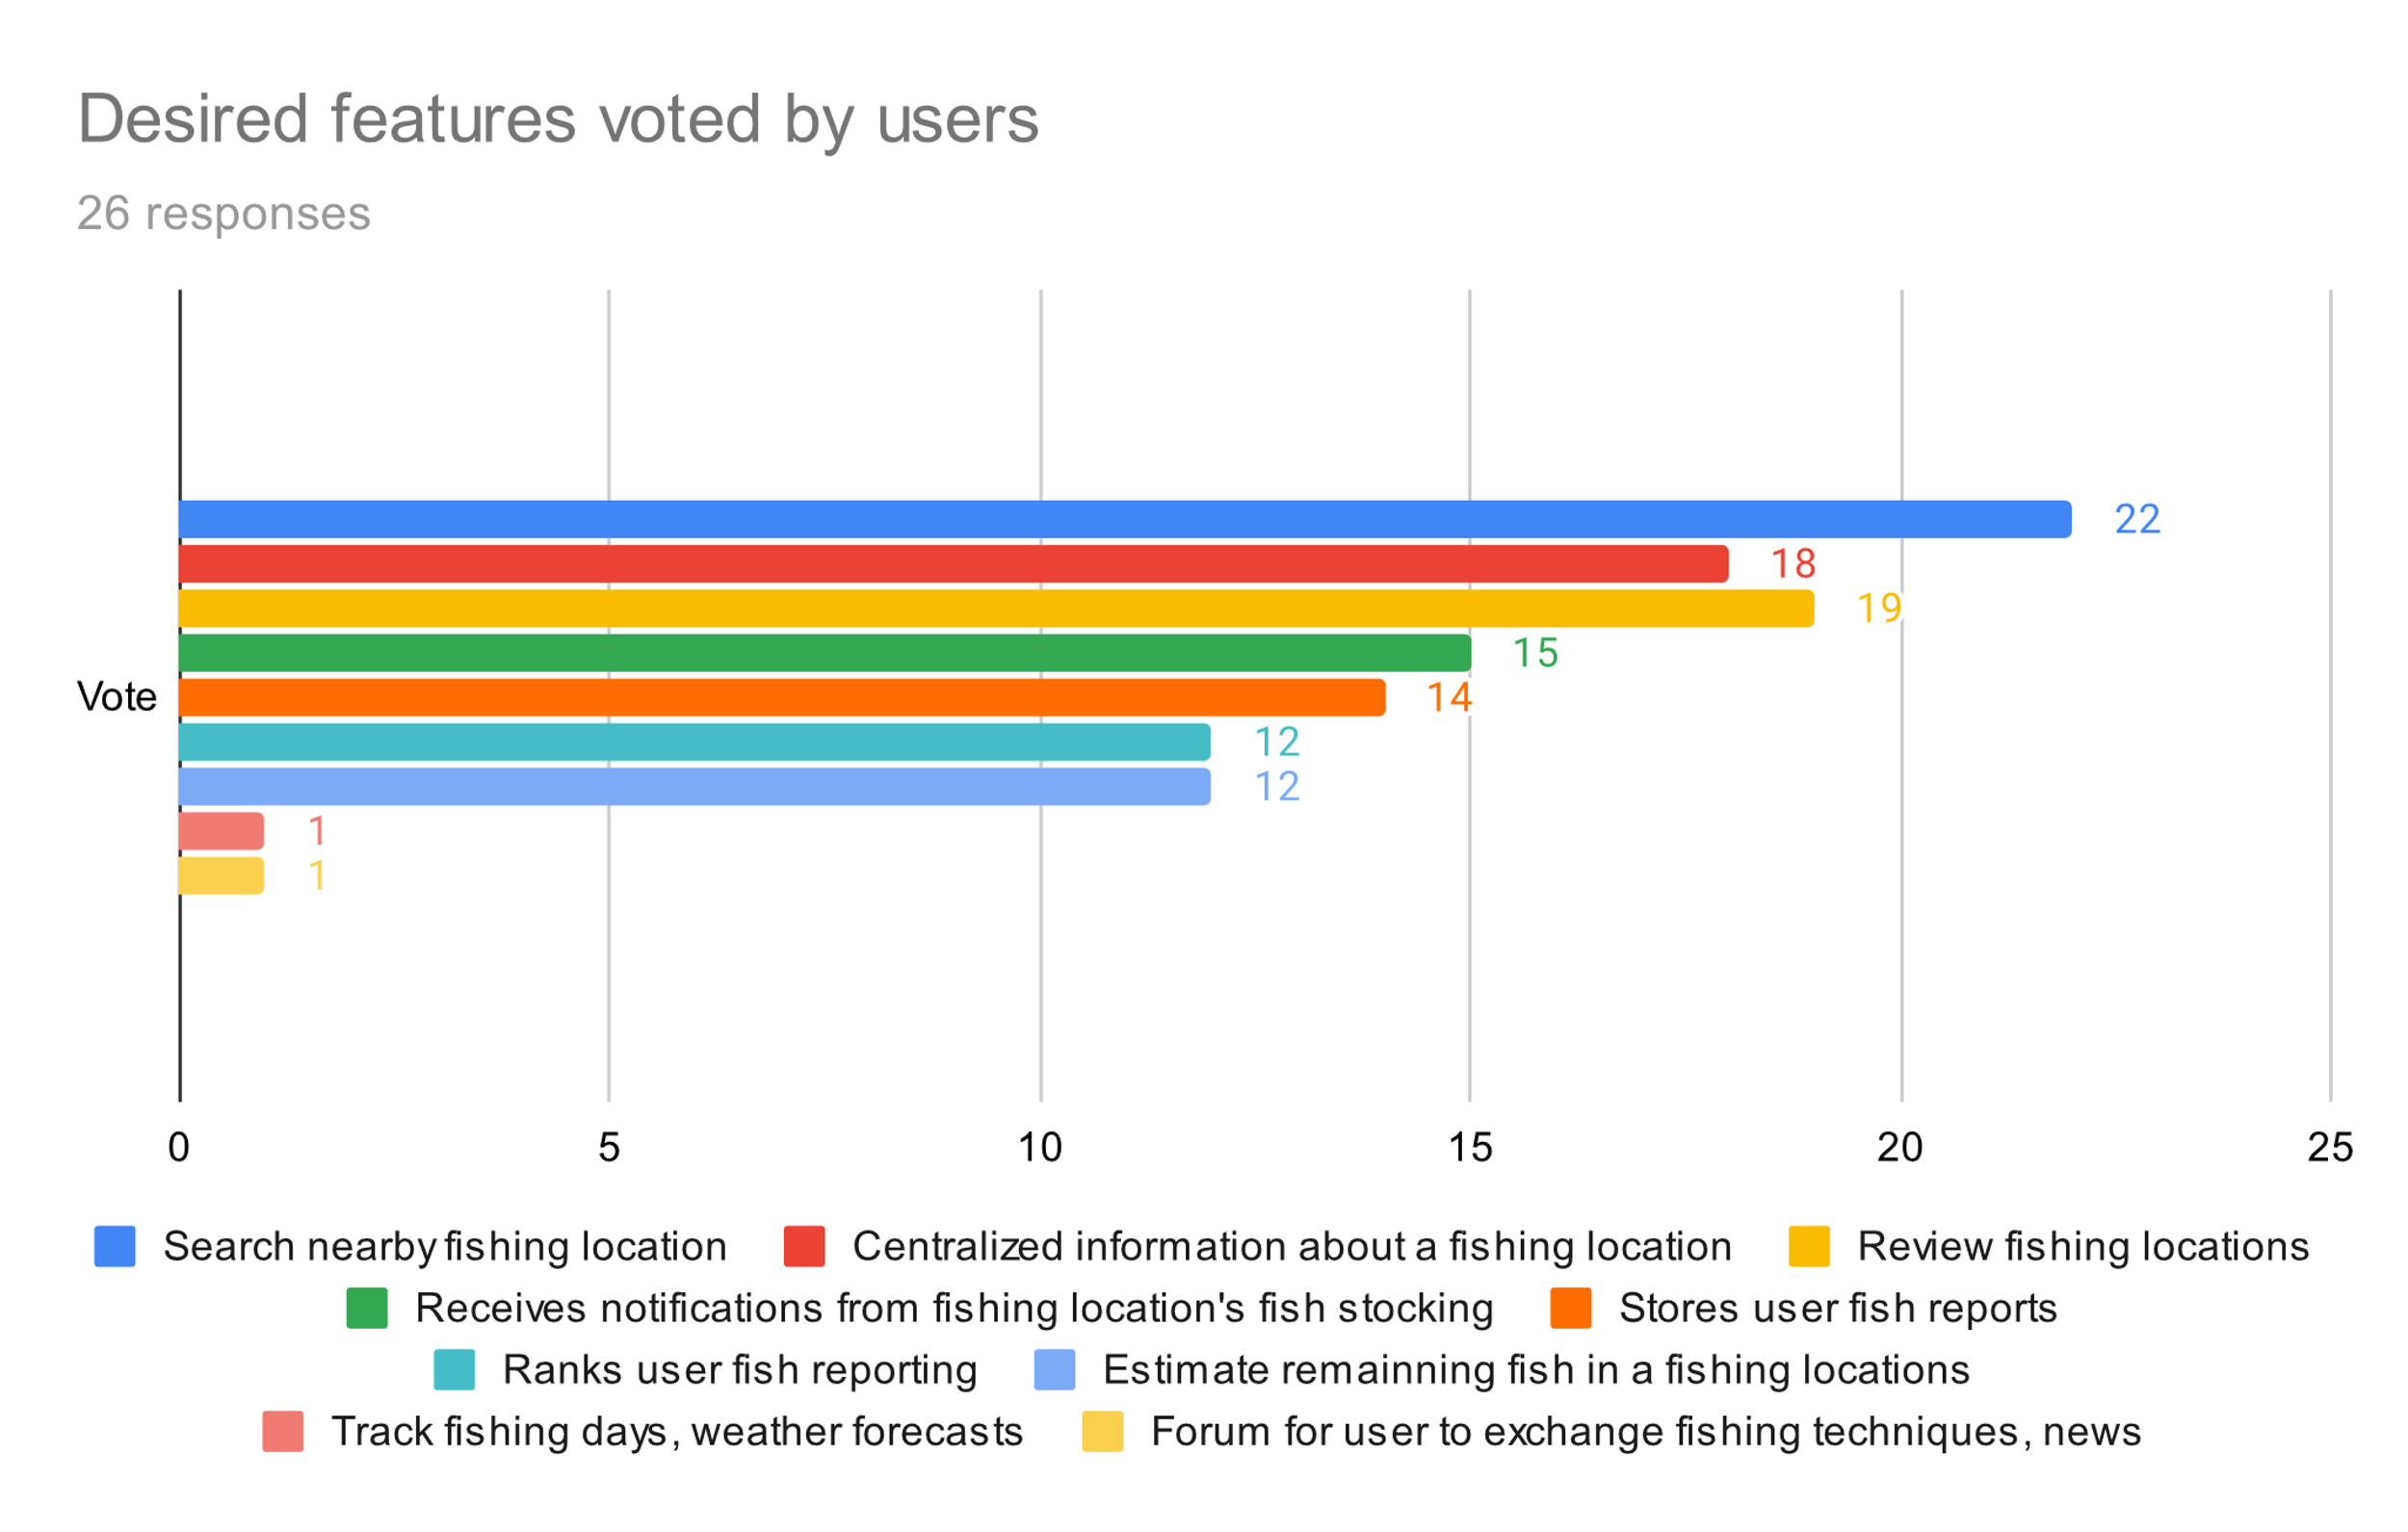 Desired features voted by users
26 responses
22
18
19
15
14
Vote
12
12
1
1
0 5 10 15 20 25
Search nearby fishing location Centralized information about a fishing location Review fishing locations
Receives notifications from fishing location's fish stocking Stores user fish reports
Ranks user fish reporting Estimate remainning fish in a fishing locations
Track fishing days, weather forecasts Forum for user to exchange fishing techniques, news